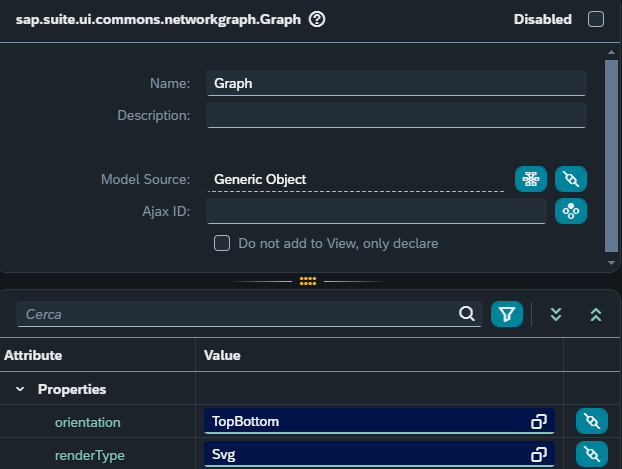 sap.suite.ui.commons.networkgraph.Graph Disabled
Name: Graph
Description:
Model Source: Generic Object
Ajax ID:
Do not add to View, only declare
Cerca
Attribute Value
Properties
orientation TopBottom
renderType Svg